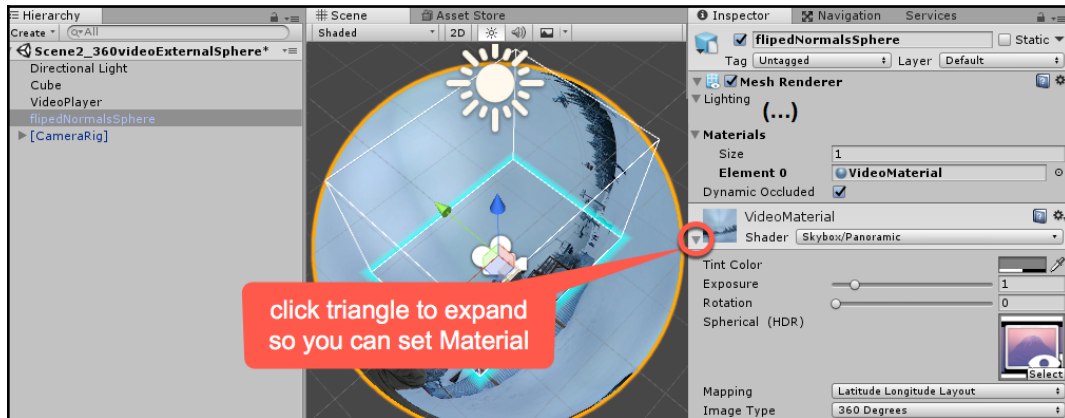 Hierarchy
Create
All
Scene2_360videoExternalSphere*
Directional Light
Cube
VideoPlayer
flipedNormalsSphere
[CameraRig]
Scene
Asset Store
Shaded
2D
click triangle to expand
so you can set Material
Inspector
Navigation
Services
flipedNormalsSphere
Static
Tag Untagged
Layer Default
Mesh Renderer
Lighting
(...)
Materials
Size 1
Element 0 VideoMaterial
Dynamic Occluded
VideoMaterial
Shader Skybox/Panoramic
Tint Color
Exposure 1
Rotation 0
Spherical (HDR)
Select
Mapping Latitude Longitude Layout
Image Type 360 Degrees